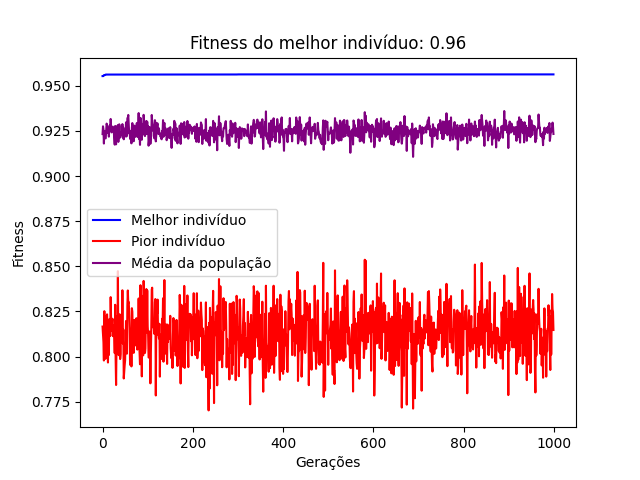 Fitness do melhor indivíduo: 0.96
0.950
0.925
0.900
0.875
0.850
0.825
0.800
0.775
Fitness
Melhor indivíduo
Pior indivíduo
Média da população
0
200
400
600
800
1000
Gerações